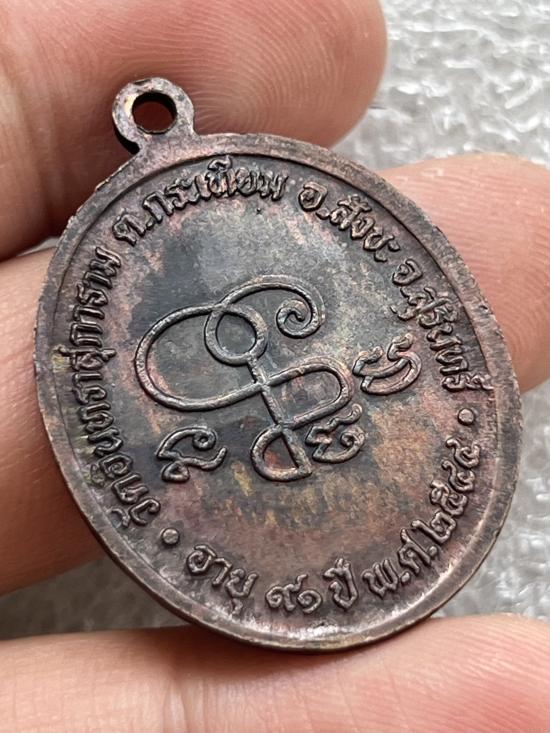 วัดอินทราสุการาม ต.กระเทียม อ.สังขะ จ.สุรินทร์
• อายุ ๙๑ ปี พ.ศ.๒๕๔๔ •